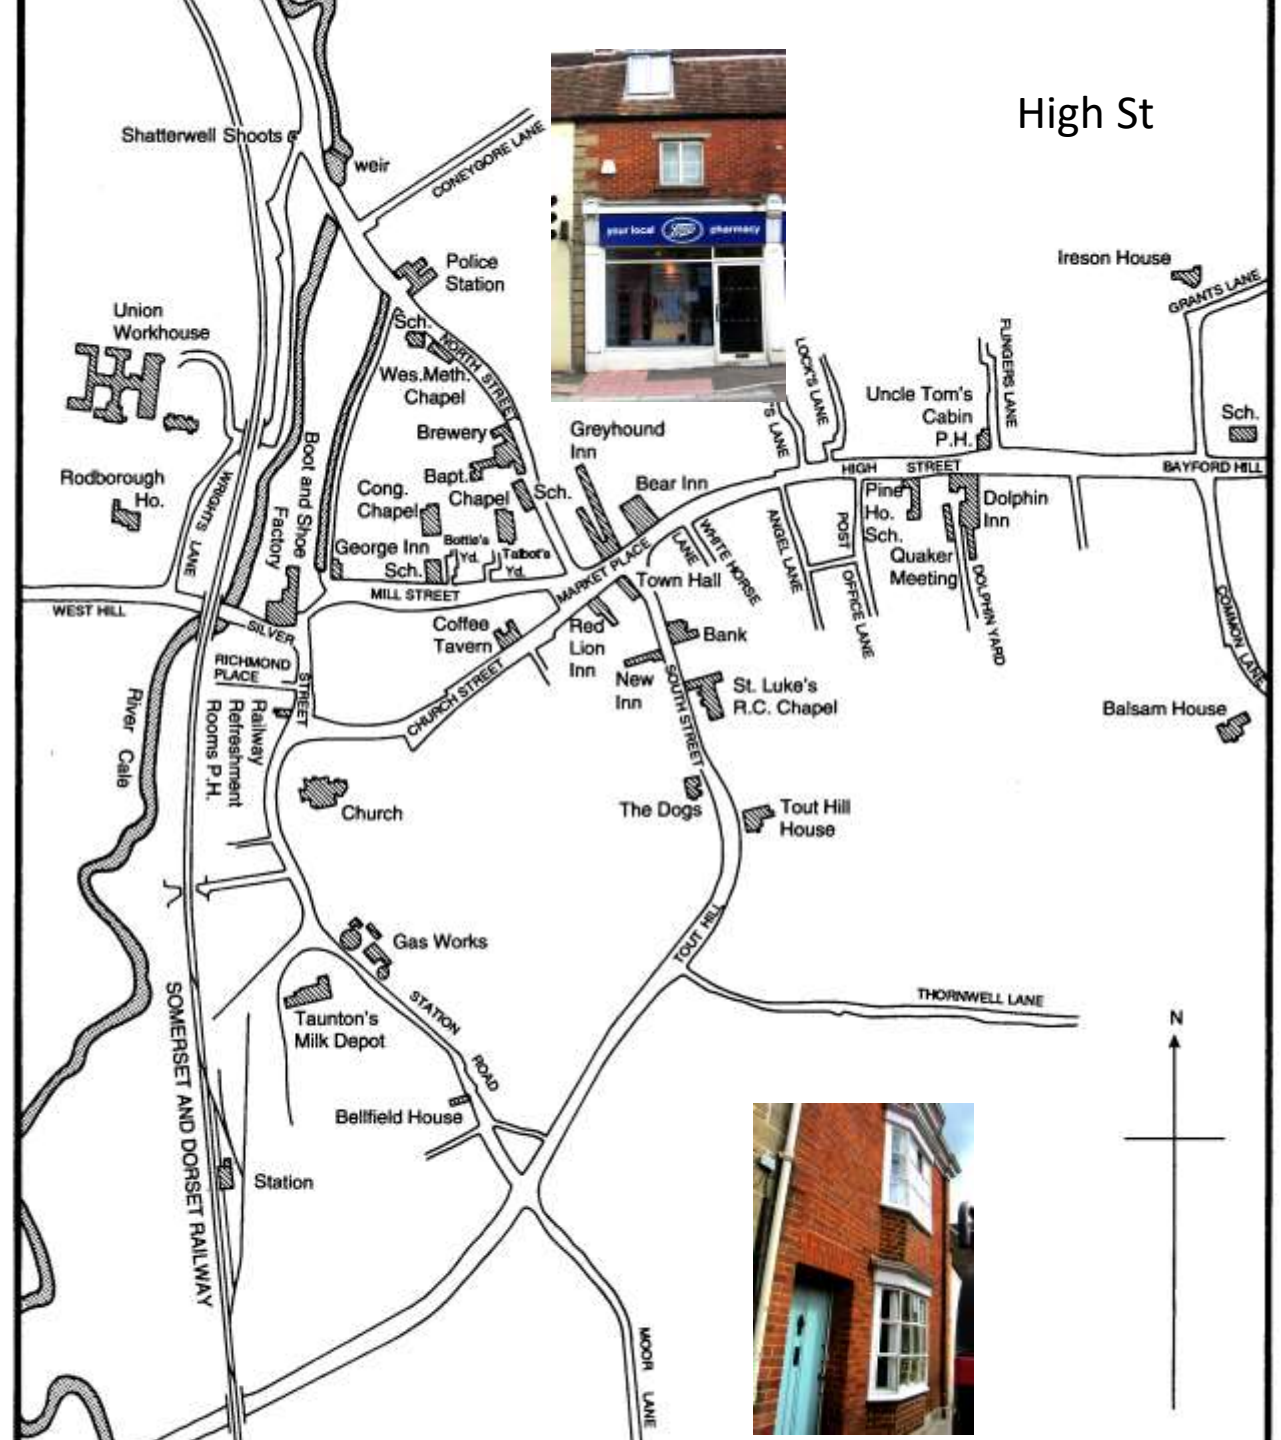 High St
Shatterwell Shoots
weir
CONEYGORE LANE
your local
Boots
pharmacy
Police
Station
Ireson House
GRANTS LANE
Union
Workhouse
Sch.
NORTH STREET
Wes.Meth.
Chapel
Brewery
Bapt.
Chapel
Sch.
Cong.
Chapel
Greyhound
Inn
Bear Inn
'S LANE
LOCK'S LANE
Uncle Tom's
Cabin
P.H.
FLINGERS LANE
Sch.
HIGH STREET
BAYFORD HILL
Rodborough
Ho.
WRIGHTS LANE
Boot and Shoe
Factory
George Inn
Sch.
Bottle's
Yd.
Talbot's
Yd.
MARKET PLACE
Town Hall
WHITE HORSE
LANE
ANGEL LANE
POST
OFFICE LANE
Pine
Ho.
Sch.
Quaker
Meeting
Dolphin
Inn
DOLPHIN YARD
COMMON LANE
WEST HILL
MILL STREET
SILVER
STREET
RICHMOND
PLACE
Coffee
Tavern
Red
Lion
Inn
Bank
New
Inn
SOUTH STREET
St. Luke's
R.C. Chapel
Balsam House
CHURCH STREET
River Cale
Railway
Refreshment
Rooms P.H.
Church
The Dogs
Tout Hill
House
Gas Works
TOUT HILL
Taunton's
Milk Depot
STATION
ROAD
THORNWELL LANE
N
SOMERSET AND DORSET RAILWAY
Bellfield House
Station
MOOR LANE